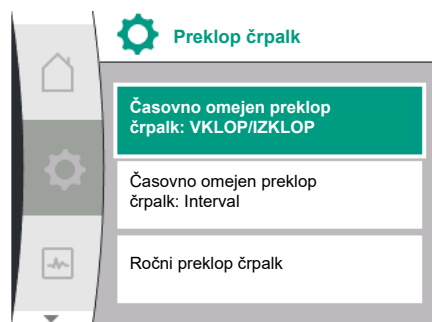 Preklop črpalk
Časovno omejen preklop
črpalk: VKLOP/IZKLOP
Časovno omejen preklop
črpalk: Interval
Ročni preklop črpalk